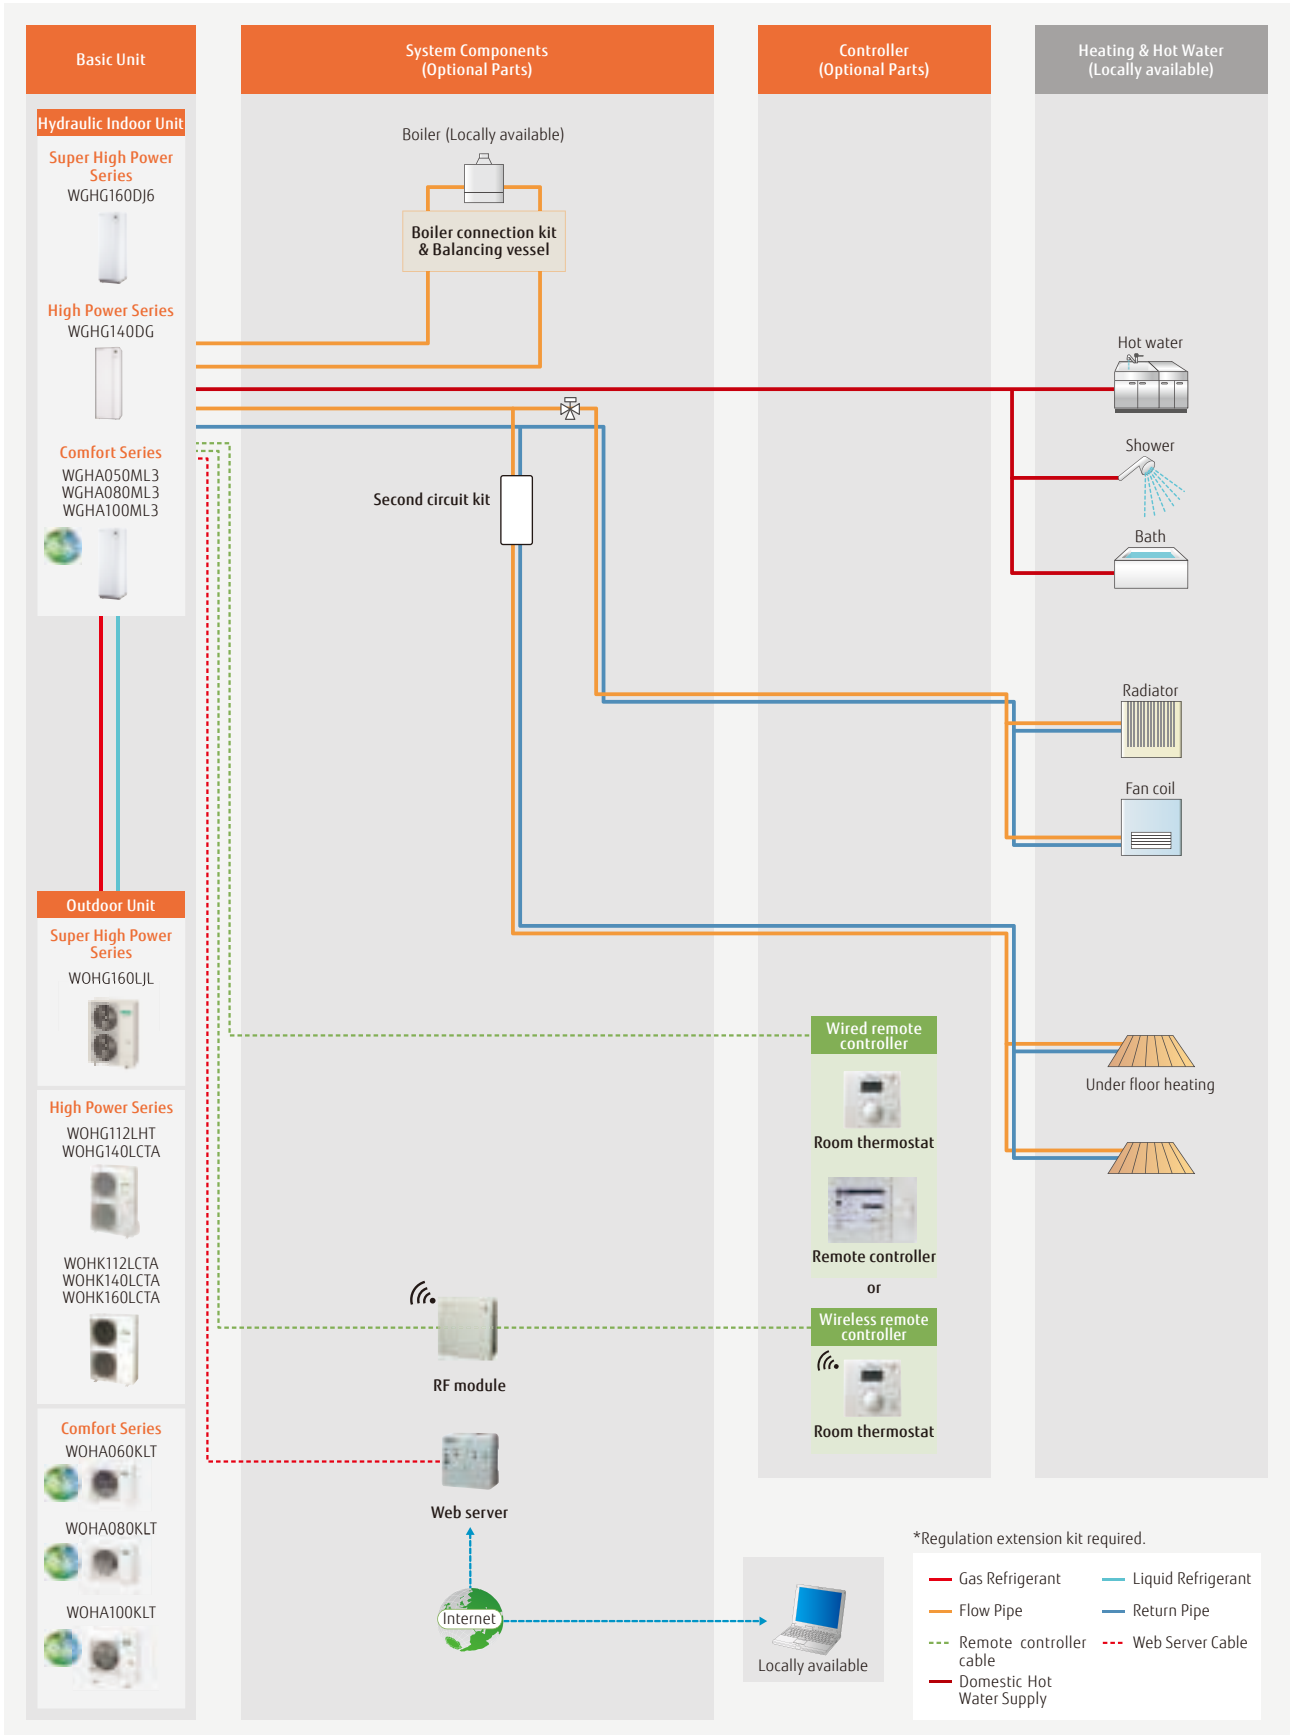 Basic Unit
System Components
(Optional Parts)
Controller
(Optional Parts)
Heating & Hot Water
(Locally available)
Hydraulic Indoor Unit
Super High Power
Series
WGHG160DJ6
High Power Series
WGHG140DG
Comfort Series
WGHA050ML3
WGHA080ML3
WGHA100ML3
Outdoor Unit
Super High Power
Series
WOHG160LJL
High Power Series
WOHG112LHT
WOHG140LCTA
WOHK112LCTA
WOHK140LCTA
WOHK160LCTA
Comfort Series
WOHA060KLT
WOHA080KLT
WOHA100KLT
Boiler (Locally available)
Boiler connection kit
& Balancing vessel
Second circuit kit
RF module
Web server
Internet
Locally available
Wired remote
controller
Room thermostat
Remote controller
or
Wireless remote
controller
Room thermostat
Hot water
Shower
Bath
Radiator
Fan coil
Under floor heating
*Regulation extension kit required.
Gas Refrigerant
Liquid Refrigerant
Flow Pipe
Return Pipe
Remote controller
cable
Web Server Cable
Domestic Hot
Water Supply